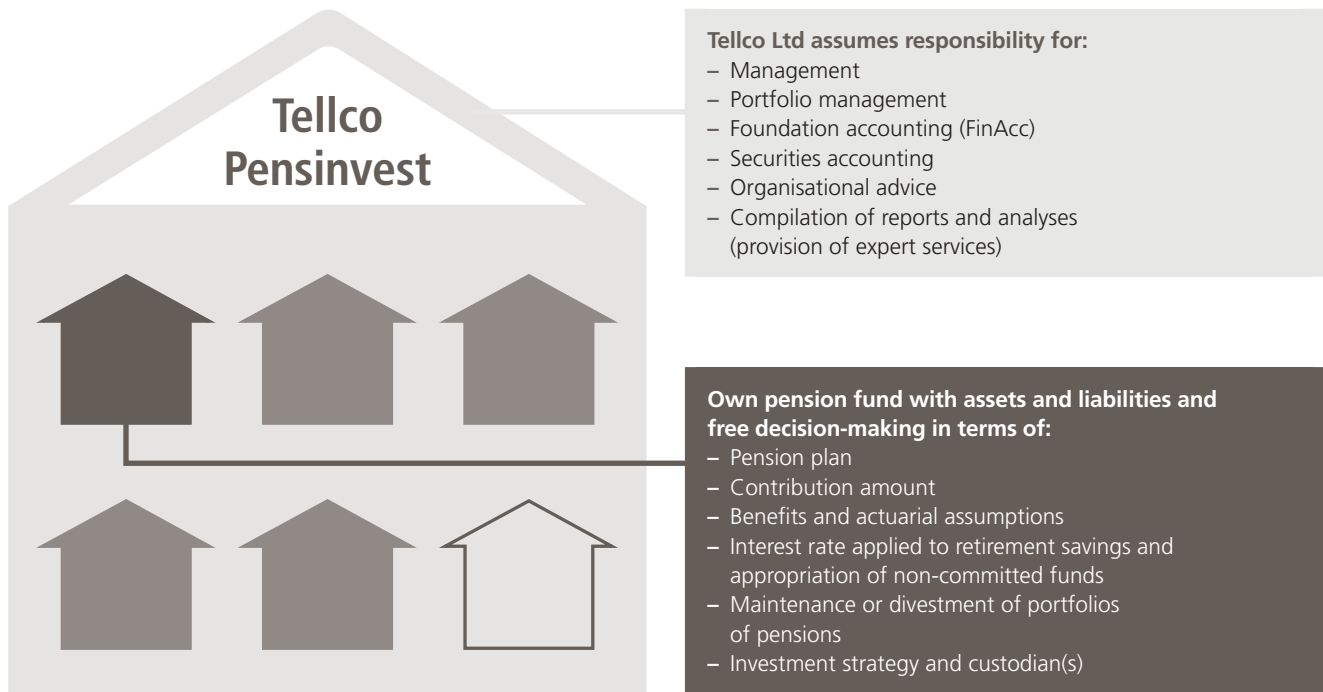 Tellco
Pensinvest
Tellco Ltd assumes responsibility for:
– Management
– Portfolio management
– Foundation accounting (FinAcc)
– Securities accounting
– Organisational advice
– Compilation of reports and analyses
(provision of expert services)
Own pension fund with assets and liabilities and
free decision-making in terms of:
– Pension plan
– Contribution amount
– Benefits and actuarial assumptions
– Interest rate applied to retirement savings and
appropriation of non-committed funds
– Maintenance or divestment of portfolios
of pensions
– Investment strategy and custodian(s)